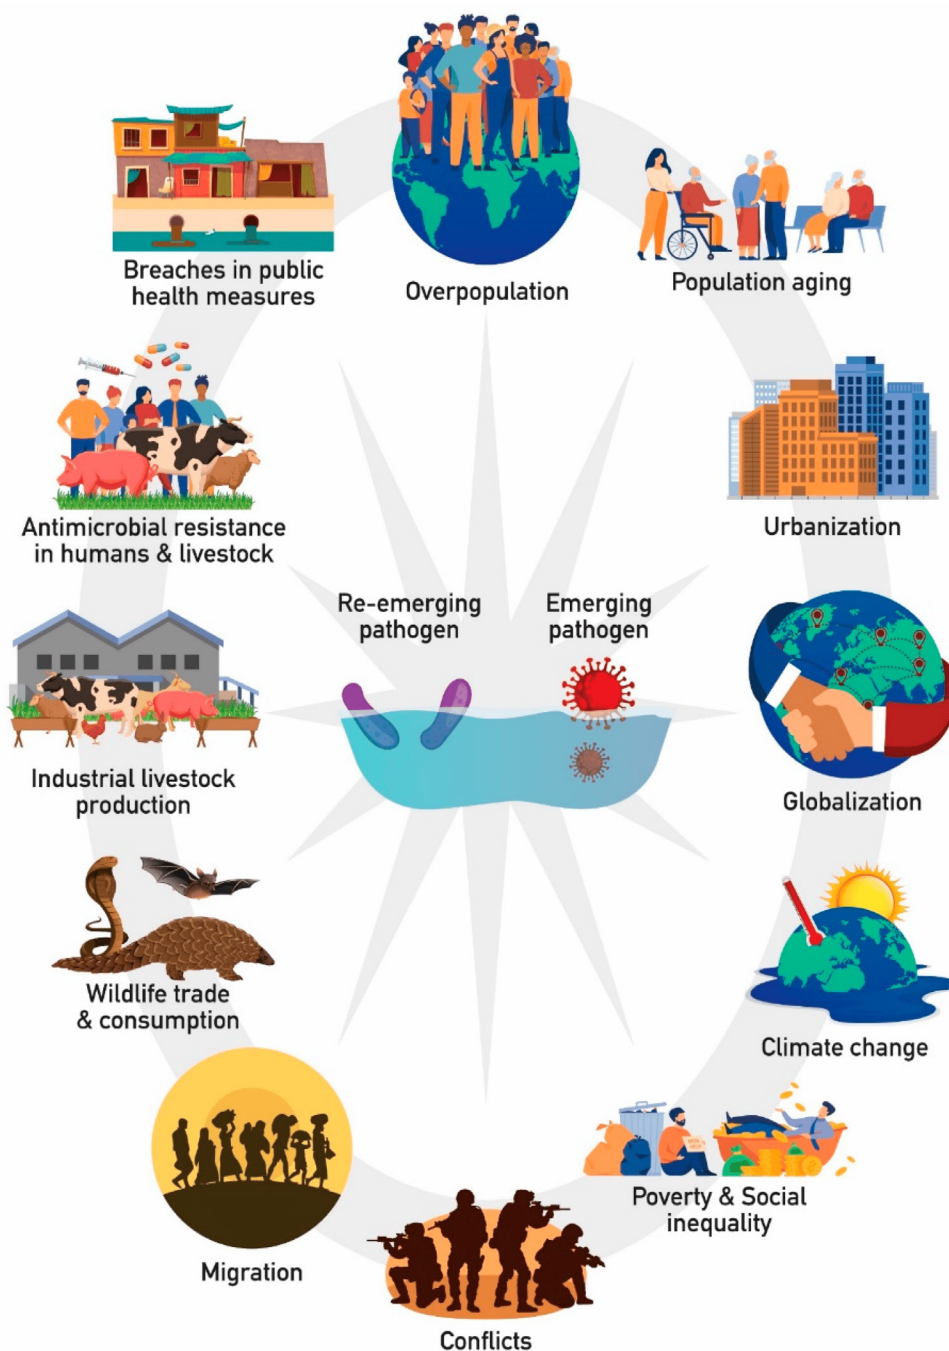 Overpopulation
Population aging
Urbanization
Globalization
Climate change
Poverty & Social
inequality
Conflicts
Migration
Wildlife trade
& consumption
Industrial livestock
production
Antimicrobial resistance
in humans & livestock
Breaches in public
health measures
Re-emerging
pathogen
Emerging
pathogen